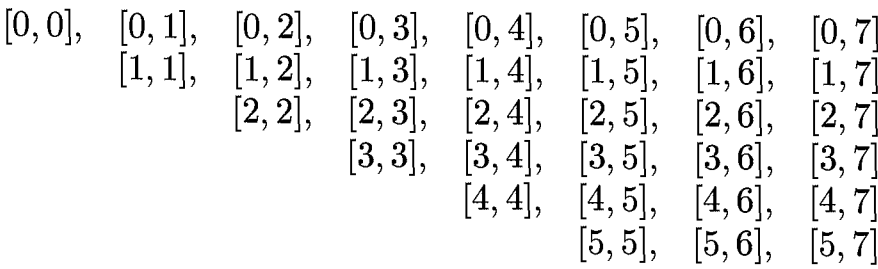 [0, 0], [0, 1], [0, 2], [0, 3], [0, 4], [0, 5], [0, 6], [0, 7]
[1, 1], [1, 2], [1, 3], [1, 4], [1, 5], [1, 6], [1, 7]
[2, 2], [2, 3], [2, 4], [2, 5], [2, 6], [2, 7]
[3, 3], [3, 4], [3, 5], [3, 6], [3, 7]
[4, 4], [4, 5], [4, 6], [4, 7]
[5, 5], [5, 6], [5, 7]